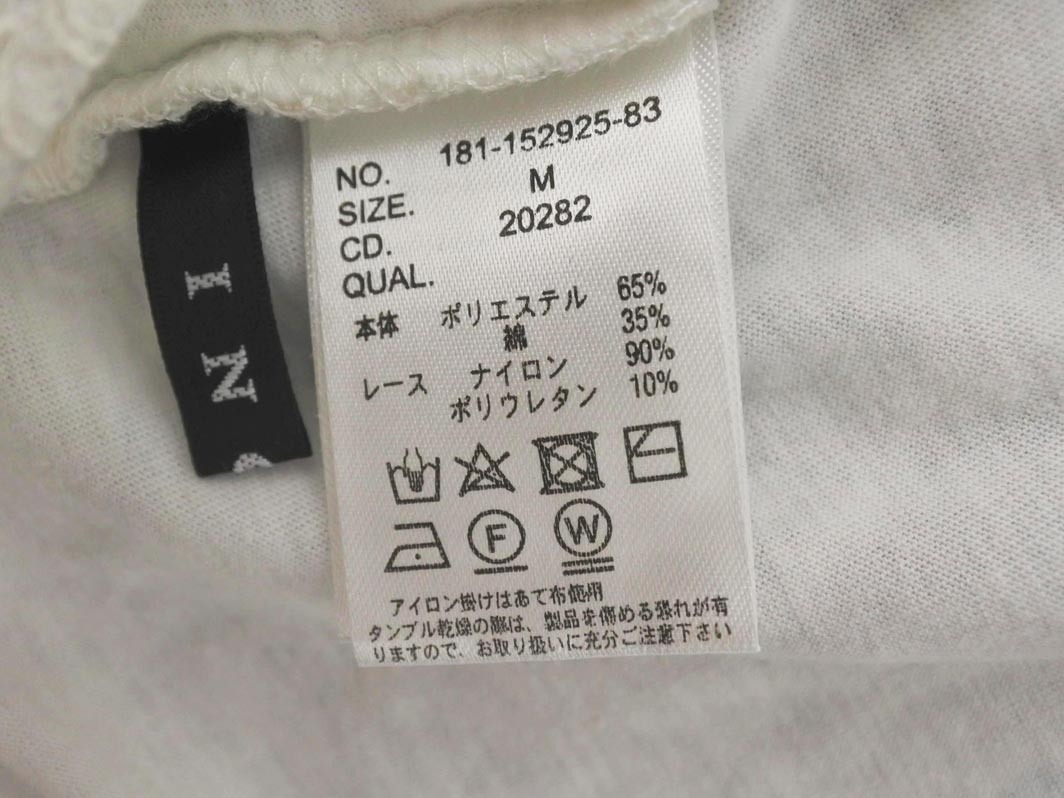 NO. 181-152925-83
SIZE. M
CD. 20282
QUAL.
本体 ポリエステル 65%
綿 35%
レース ナイロン 90%
ポリウレタン 10%
F W
アイロン掛けはあて布使用
タンブル乾燥の際は、製品を傷める恐れが有
りますので、お取り扱いに充分ご注意下さい
I
N